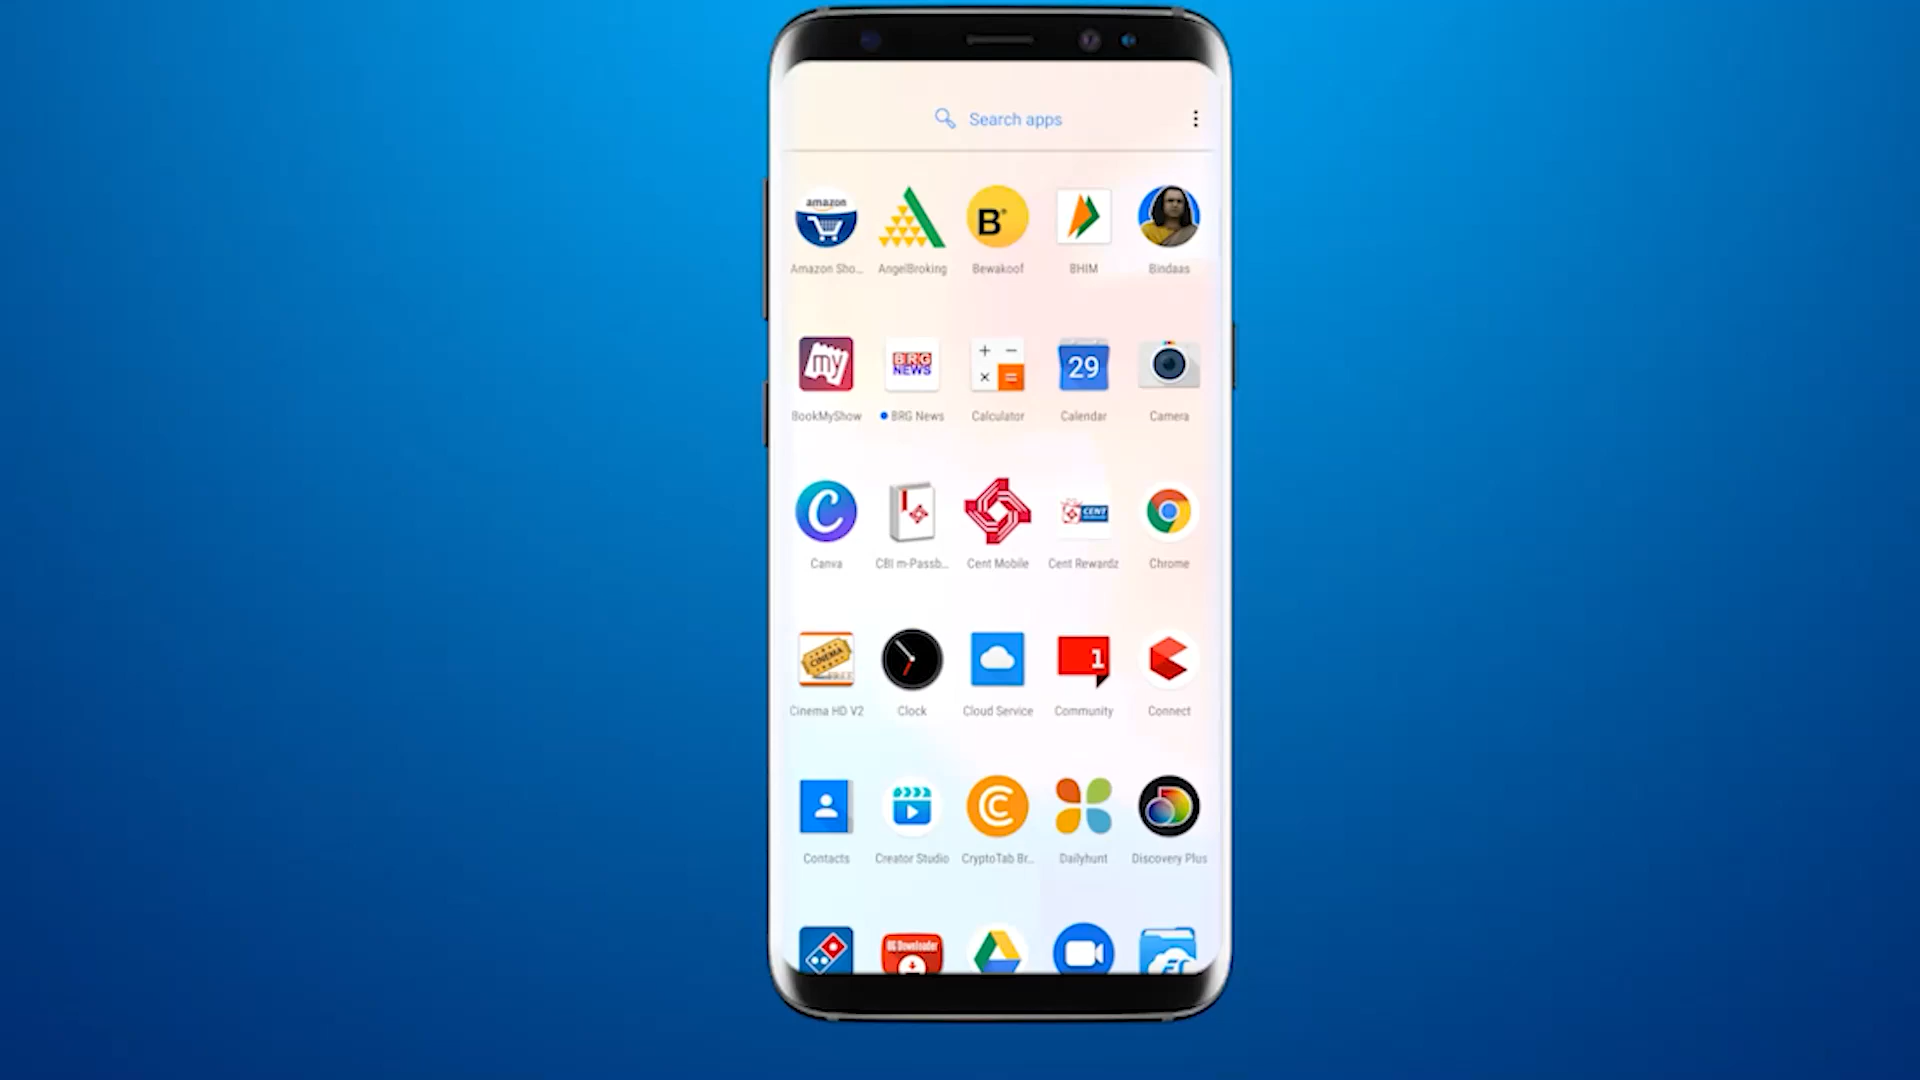 Search apps
amazon
B
Amazon Sho...
AngelBroking
Bewakoof
BHIM
Bindaas
my
BRG
NEWS
29
BookMyShow
BRG News
Calculator
Calendar
Camera
C
CENT
Canva
CBI m-Passb...
Cent Mobile
Cent Rewardz
Chrome
CINEMA
1
Cinema HD V2
Clock
Cloud Service
Community
Connect
Contacts
Creator Studio
CryptoTab Br...
Dailyhunt
Discovery Plus